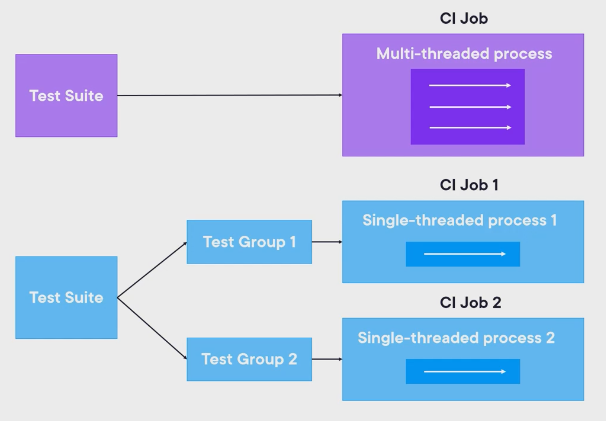 CI Job
Multi-threaded process
Test Suite
CI Job 1
Single-threaded process 1
Test Group 1
Test Suite
CI Job 2
Single-threaded process 2
Test Group 2